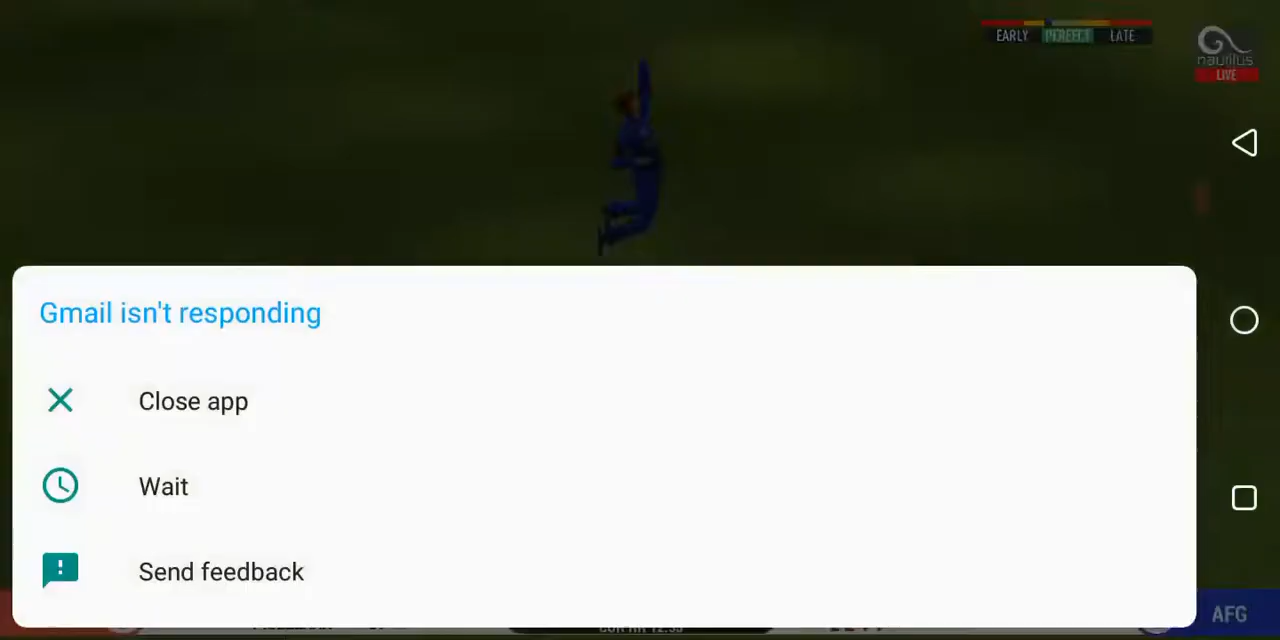 EARLY PERFECT LATE
nautilus
LIVE
Gmail isn't responding
Close app
Wait
Send feedback
AFG